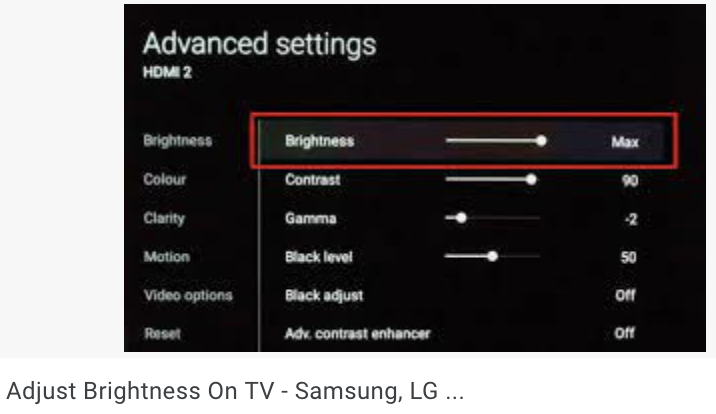 Advanced settings
HDMI 2
Brightness Brightness Max
Colour Contrast 90
Clarity Gamma -2
Motion Black level 50
Video options Black adjust Off
Reset Adv. contrast enhancer Off
Adjust Brightness On TV - Samsung, LG ...